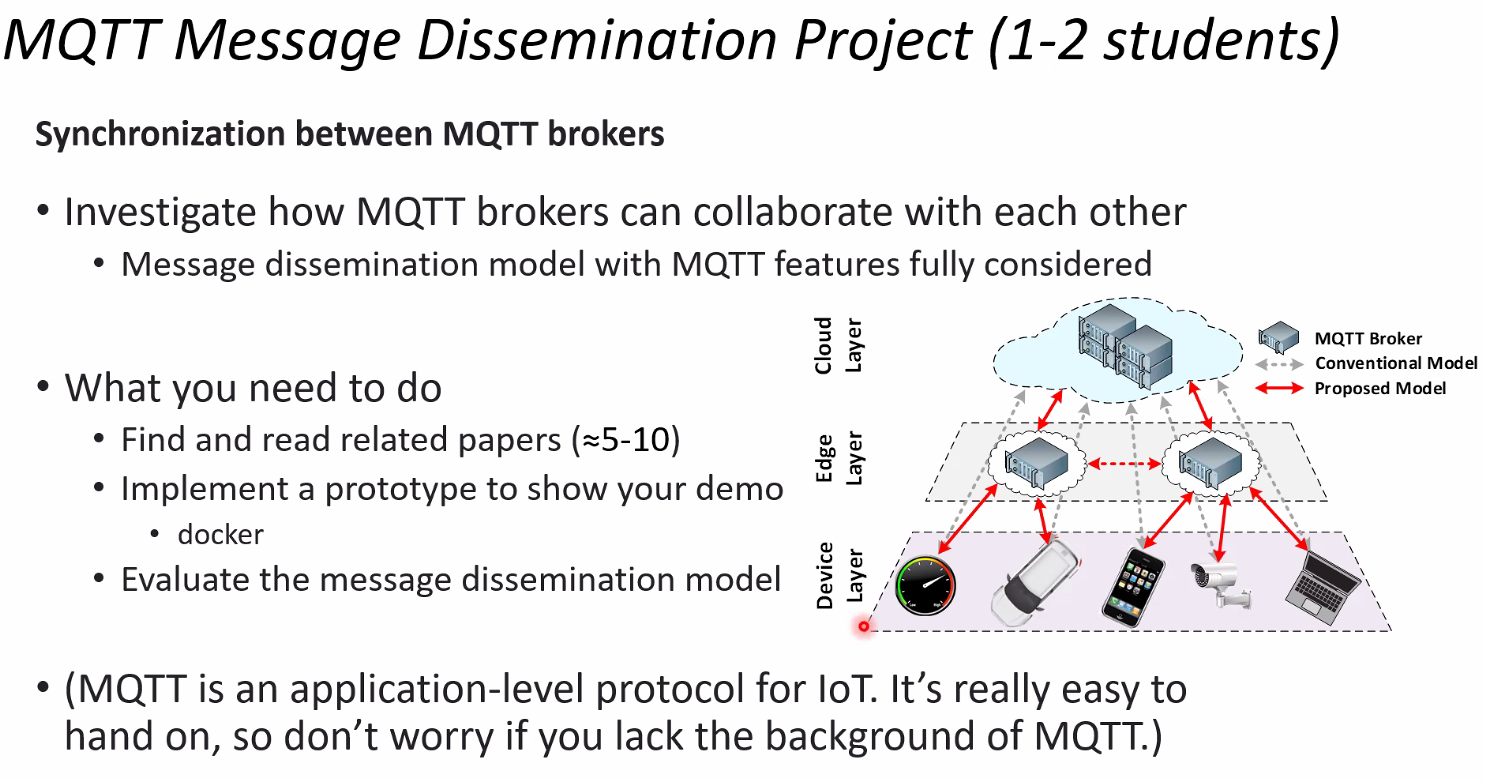 MQTT Message Dissemination Project (1-2 students)
Synchronization between MQTT brokers
• Investigate how MQTT brokers can collaborate with each other
• Message dissemination model with MQTT features fully considered
• What you need to do
• Find and read related papers (≈5-10)
• Implement a prototype to show your demo
• docker
• Evaluate the message dissemination model
Cloud
Layer
Edge
Layer
Device
Layer
MQTT Broker
Conventional Model
Proposed Model
• (MQTT is an application-level protocol for IoT. It’s really easy to
hand on, so don’t worry if you lack the background of MQTT.)